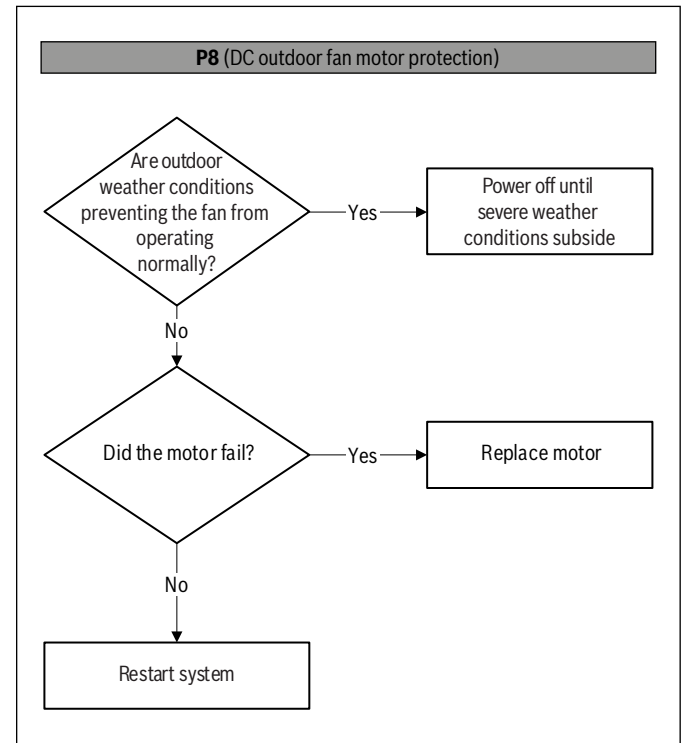 P8 (DC outdoor fan motor protection)
Are outdoor
weather conditions
preventing the fan from
operating
normally?
Yes
Power off until
severe weather
conditions subside
No
Did the motor fail?
Yes
Replace motor
No
Restart system